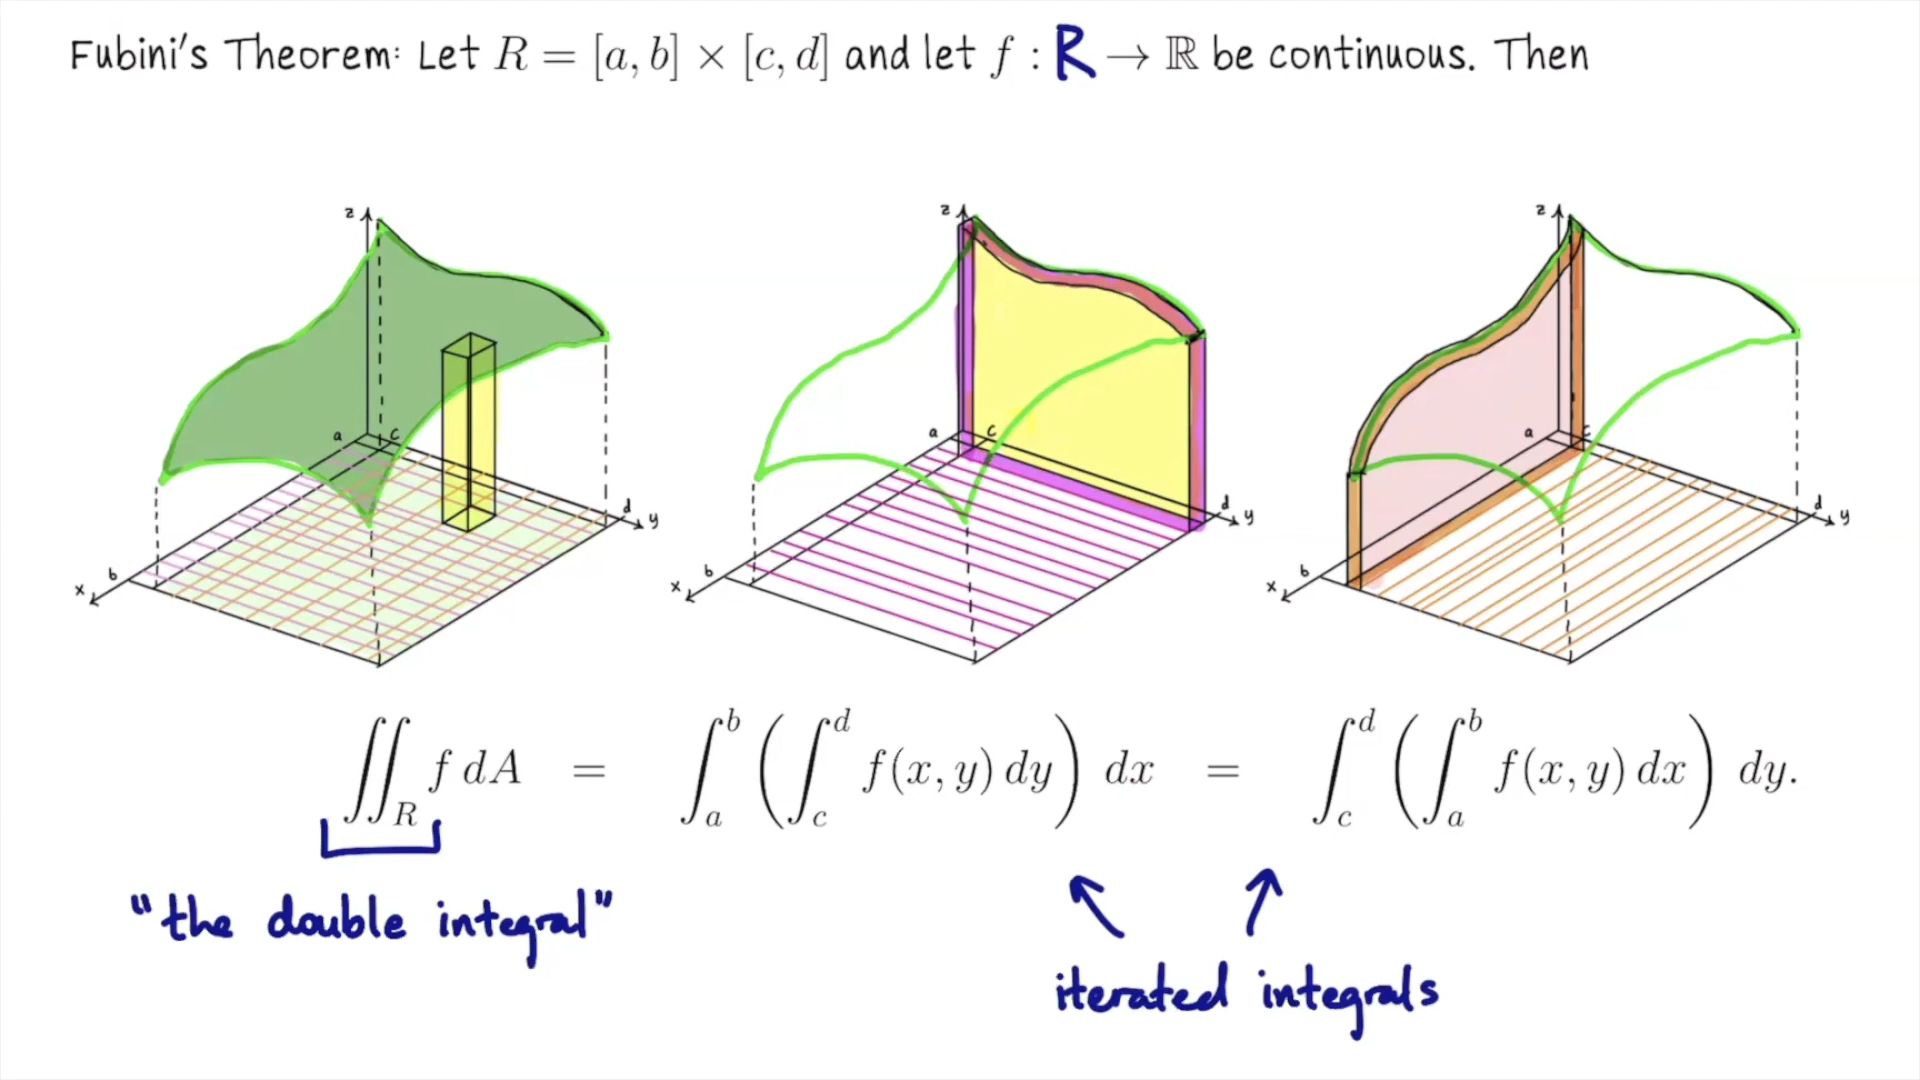 Fubini's Theorem: Let R = [a, b] × [c, d] and let f : R → ℝ be continuous. Then
z z z
a c a c a c
d y d y d y
x b x b x b
∬_R f dA = ∫_a^b ( ∫_c^d f(x, y) dy ) dx = ∫_c^d ( ∫_a^b f(x, y) dx ) dy.
"the double integral"
iterated integrals